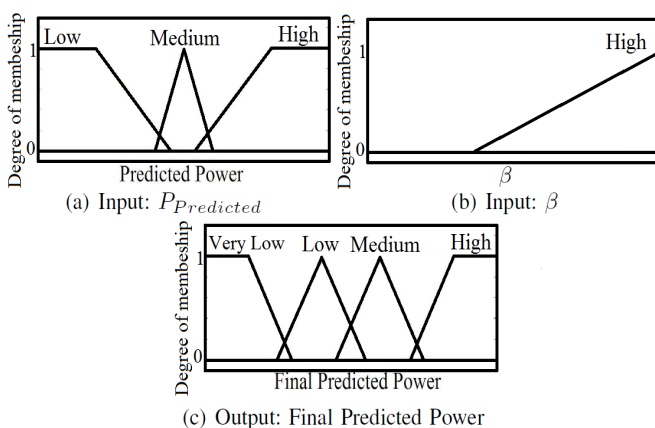 Low Medium High
1
0
Degree of membeship
Predicted Power
(a) Input: P_Predicted
High
1
0
Degree of membeship
β
(b) Input: β
Very Low Low Medium High
1
0
Degree of membeship
Final Predicted Power
(c) Output: Final Predicted Power